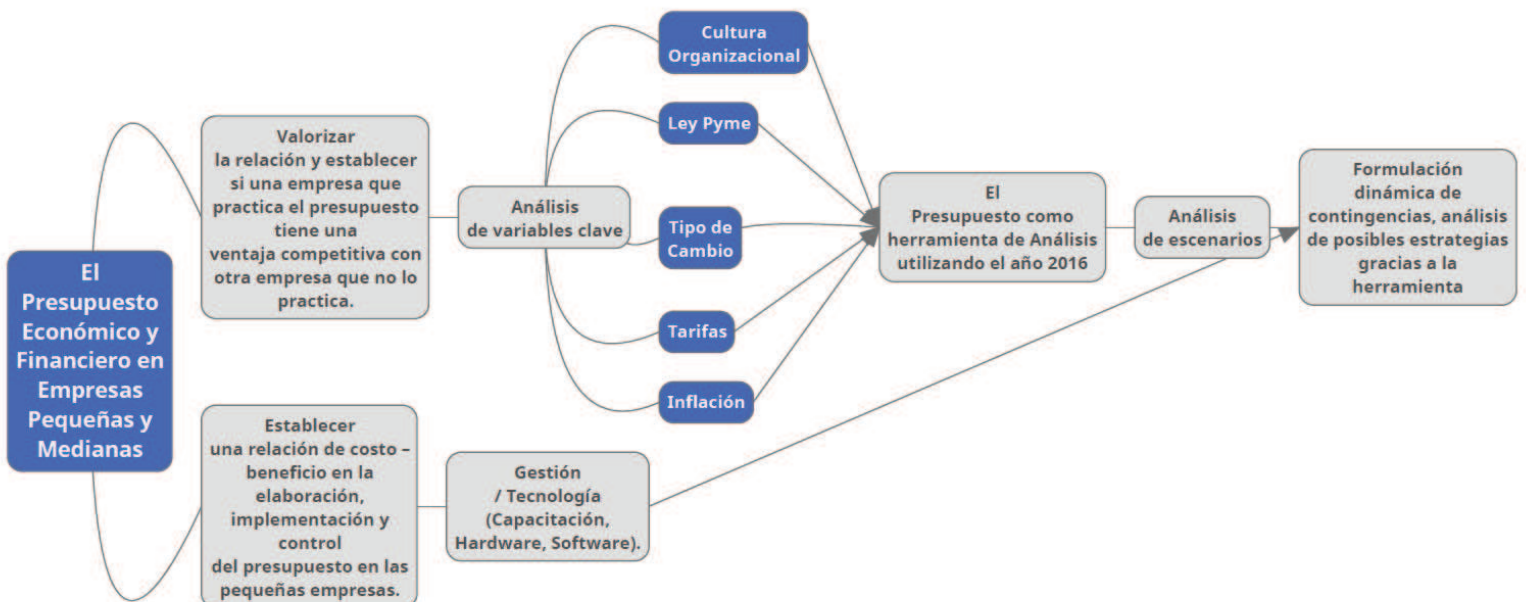 El
Presupuesto
Económico y
Financiero en
Empresas
Pequeñas y
Medianas
Valorizar
la relación y establecer
si una empresa que
practica el presupuesto
tiene una
ventaja competitiva con
otra empresa que no lo
practica.
Análisis
de variables clave
Cultura
Organizacional
Ley Pyme
Tipo de
Cambio
Tarifas
Inflación
El
Presupuesto como
herramienta de Análisis
utilizando el año 2016
Análisis
de escenarios
Formulación
dinámica de
contingencias, análisis
de posibles estrategias
gracias a la
herramienta
Establecer
una relación de costo –
beneficio en la
elaboración,
implementación y
control
del presupuesto en las
pequeñas empresas.
Gestión
/ Tecnología
(Capacitación,
Hardware, Software).